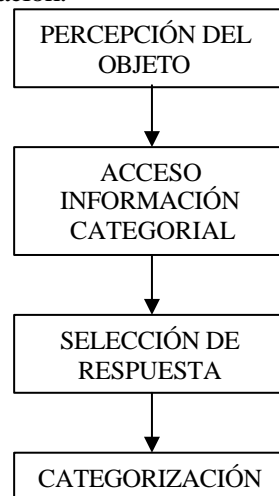 PERCEPCIÓN DEL
OBJETO
ACCESO
INFORMACIÓN
CATEGORIAL
SELECCIÓN DE
RESPUESTA
CATEGORIZACIÓN